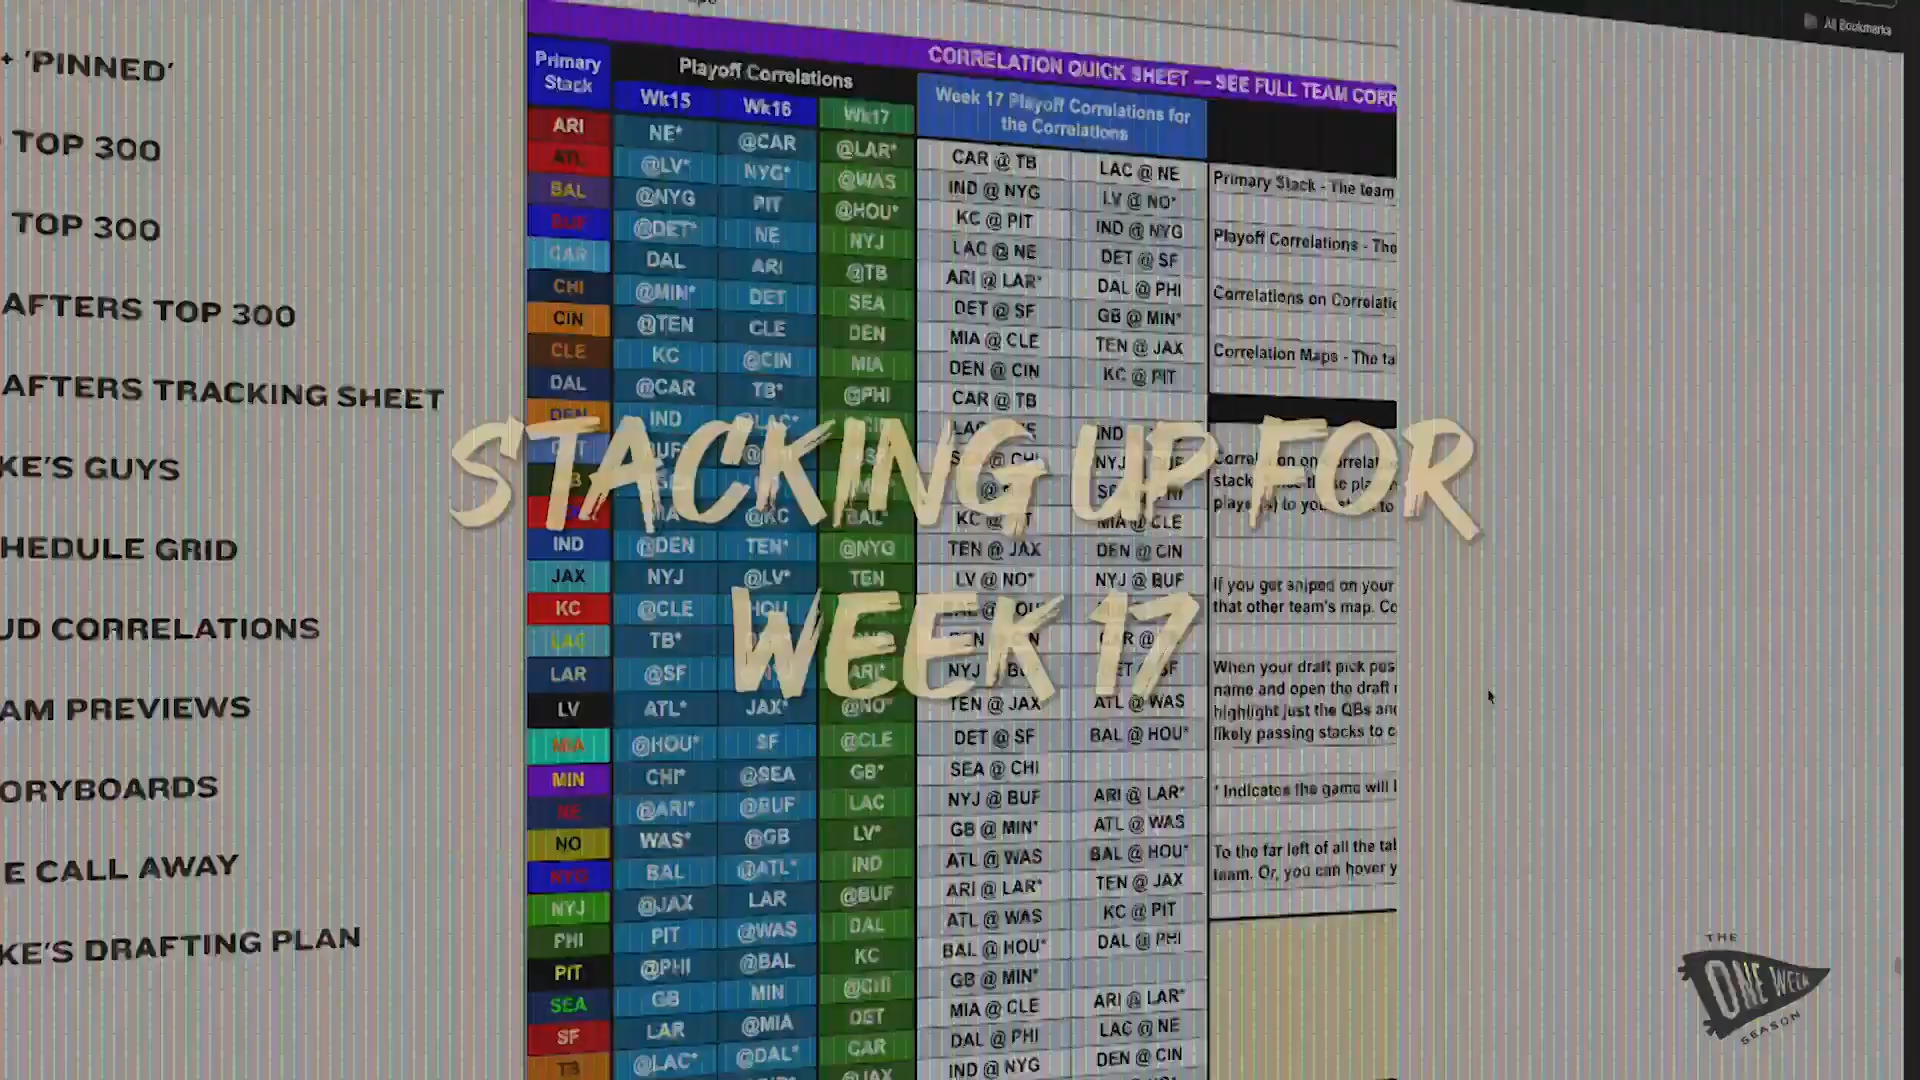 All Bookmarks
+ 'PINNED'
TOP 300
TOP 300
AFTERS TOP 300
AFTERS TRACKING SHEET
KE'S GUYS
HEDULE GRID
UD CORRELATIONS
AM PREVIEWS
ORYBOARDS
E CALL AWAY
KE'S DRAFTING PLAN
CORRELATION QUICK SHEET — SEE FULL TEAM CORR
Primary Stack
Playoff Correlations
Wk15 Wk16 Wk17
Week 17 Playoff Correlations for
the Correlations
ARI NE* @CAR @LAR* CAR @ TB LAC @ NE
ATL @LV* NYG* @WAS IND @ NYG LV @ NO*
BAL @NYG PIT @HOU* KC @ PIT IND @ NYG
BUF @DET* NE NYJ LAC @ NE DET @ SF
CAR DAL ARI @TB ARI @ LAR* DAL @ PHI
CHI @MIN* DET SEA DET @ SF GB @ MIN*
CIN @TEN CLE DEN MIA @ CLE TEN @ JAX
CLE KC @CIN MIA DEN @ CIN KC @ PIT
DAL @CAR TB* @PHI CAR @ TB
DEN IND @LAC*
STACKING UP FOR
WEEK 17
IND @DEN TEN* @NYG TEN @ JAX DEN @ CIN
JAX NYJ @LV* TEN LV @ NO* NYJ @ BUF
KC @CLE HOU
LAC TB*
LAR @SF ARI*
LV ATL* JAX* @NO* TEN @ JAX ATL @ WAS
MIA @HOU* SF @CLE DET @ SF BAL @ HOU*
MIN CHI* @SEA GB* SEA @ CHI
NE @ARI* @BUF LAC NYJ @ BUF ARI @ LAR*
NO WAS* @GB LV* GB @ MIN* ATL @ WAS
NYG BAL @ATL* IND ATL @ WAS BAL @ HOU*
NYJ @JAX LAR @BUF ARI @ LAR* TEN @ JAX
PHI PIT @WAS DAL ATL @ WAS KC @ PIT
PIT @PHI @BAL KC BAL @ HOU* DAL @ PHI
SEA GB MIN @CHI GB @ MIN*
SF LAR @MIA DET MIA @ CLE ARI @ LAR*
TB @LAC* @DAL* CAR DAL @ PHI LAC @ NE
@JAX IND @ NYG DEN @ CIN
Primary Stack - The team
Playoff Correlations - The
Correlations on Correlatic
Correlation Maps - The ta
If you get sniped on your
that other team's map. Co
When your draft pick pos
name and open the draft
highlight just the QBs and
likely passing stacks to c
* Indicates the game will
To the far left of all the tal
team. Or, you can hover y
THE
ONE WEEK
SEASON